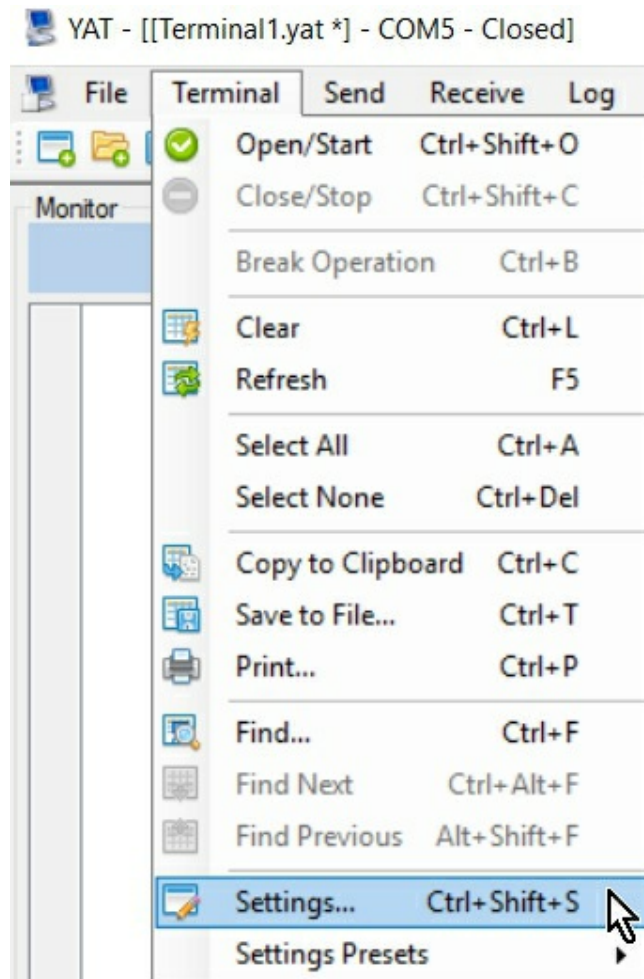 YAT - [[Terminal1.yat *] - COM5 - Closed]
File Terminal Send Receive Log
Open/Start Ctrl+Shift+O
Monitor
Close/Stop Ctrl+Shift+C
Break Operation Ctrl+B
Clear Ctrl+L
Refresh F5
Select All Ctrl+A
Select None Ctrl+Del
Copy to Clipboard Ctrl+C
Save to File... Ctrl+T
Print... Ctrl+P
Find... Ctrl+F
Find Next Ctrl+Alt+F
Find Previous Alt+Shift+F
Settings... Ctrl+Shift+S
Settings Presets